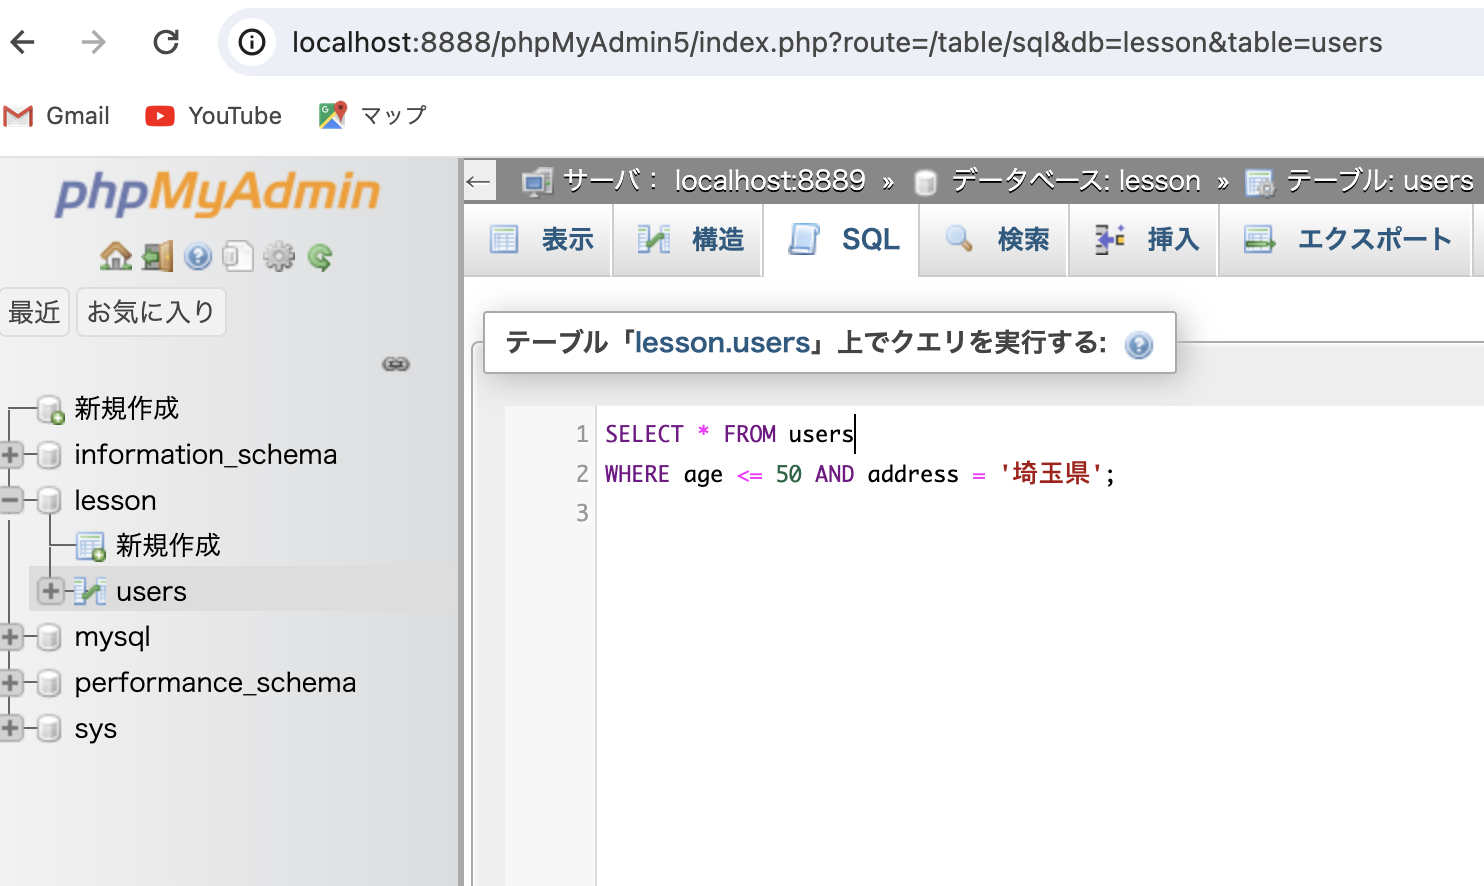 localhost:8888/phpMyAdmin5/index.php?route=/table/sql&db=lesson&table=users
Gmail YouTube マップ
phpMyAdmin
サーバ： localhost:8889 » データベース: lesson » テーブル: users
表示 構造 SQL 検索 挿入 エクスポート
最近 お気に入り
新規作成
information_schema
lesson
新規作成
users
mysql
performance_schema
sys
テーブル「lesson.users」上でクエリを実行する:
1 SELECT * FROM users
2 WHERE age <= 50 AND address = '埼玉県';
3